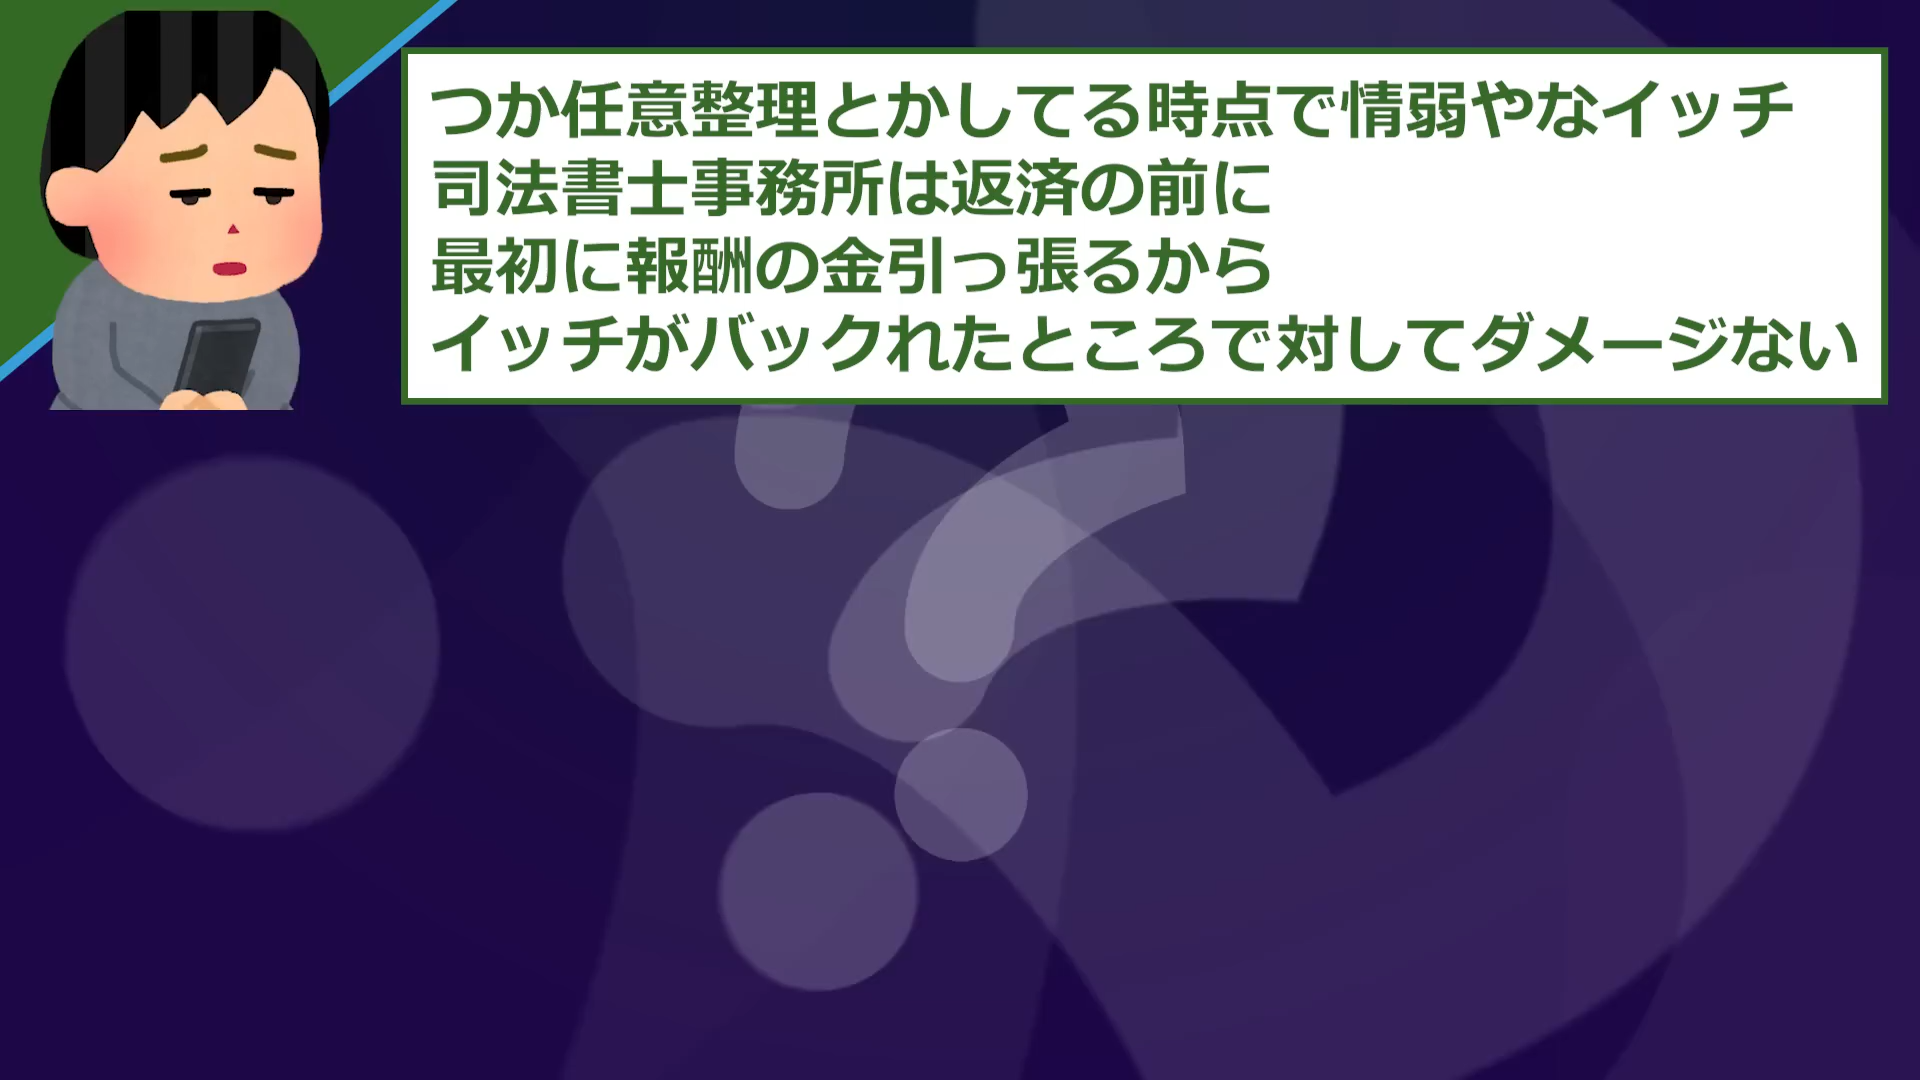 つか任意整理とかしてる時点で情弱やなイッチ
司法書士事務所は返済の前に
最初に報酬の金引っ張るから
イッチがバックれたところで対してダメージない